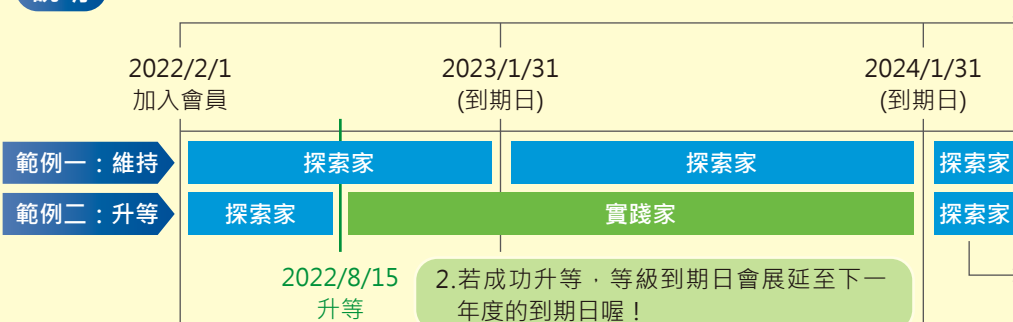 2022/2/1
加入會員
2023/1/31
(到期日)
2024/1/31
(到期日)
範例一：維持
探索家
探索家
探索家
範例二：升等
探索家
實踐家
探索家
2022/8/15
升等
2.若成功升等，等級到期日會展延至下一
年度的到期日喔！